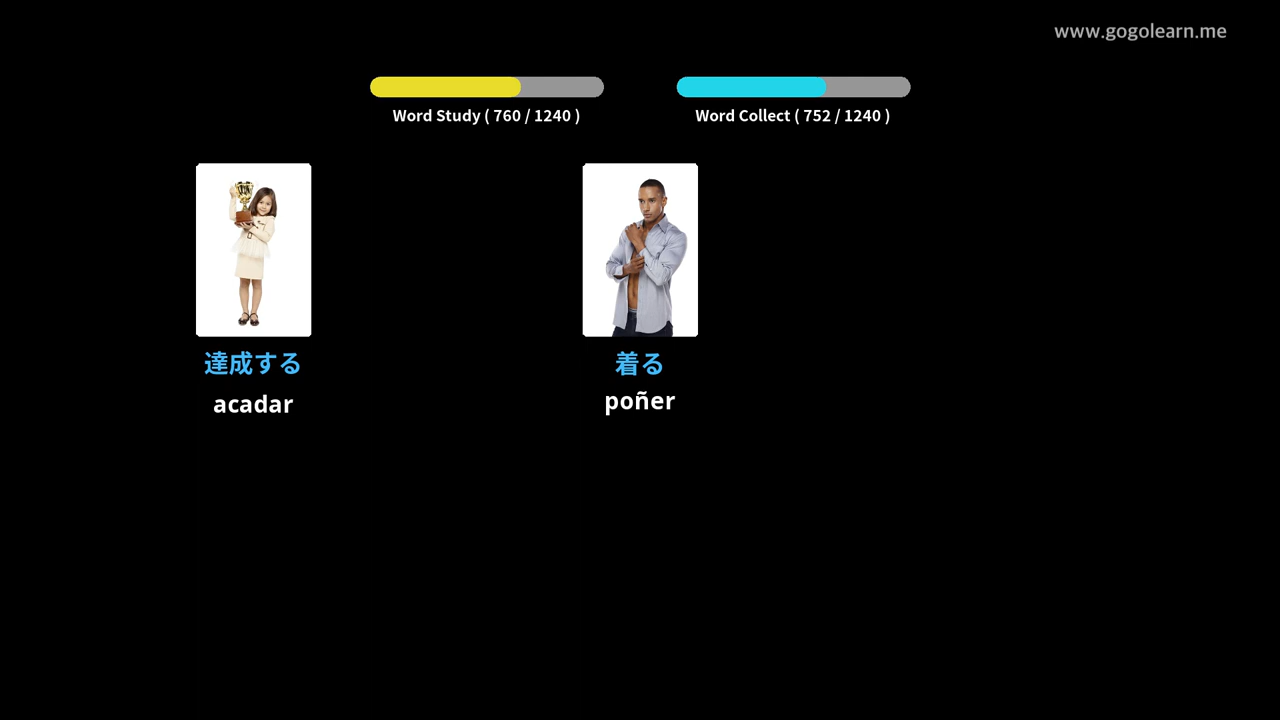 www.gogolearn.me
Word Study ( 760 / 1240 )
Word Collect ( 752 / 1240 )
達成する
acadar
着る
poñer